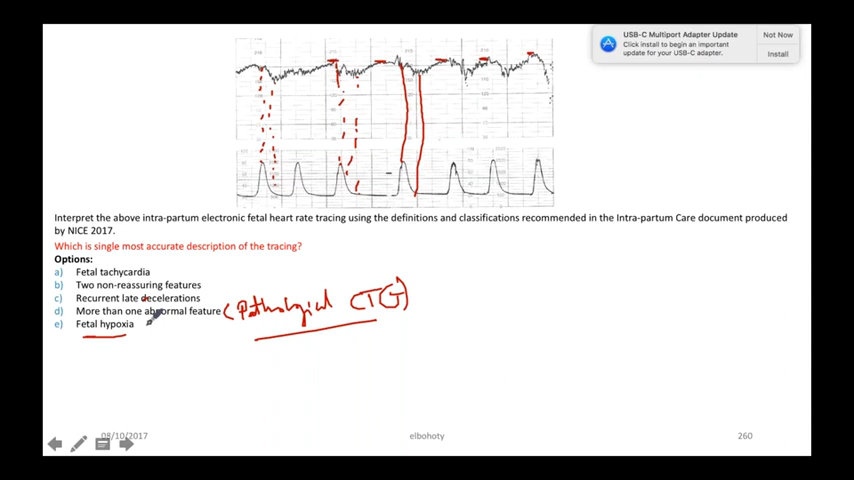 USB-C Multiport Adapter Update
Click Install to begin an important
update for your USB-C adapter.
Not Now
Install
Interpret the above intra-partum electronic fetal heart rate tracing using the definitions and classifications recommended in the Intra-partum Care document produced
by NICE 2017.
Which is single most accurate description of the tracing?
Options:
a) Fetal tachycardia
b) Two non-reassuring features
c) Recurrent late decelerations
d) More than one abnormal feature
e) Fetal hypoxia
(Pathological CTG)
08/10/2017
elbohoty
260